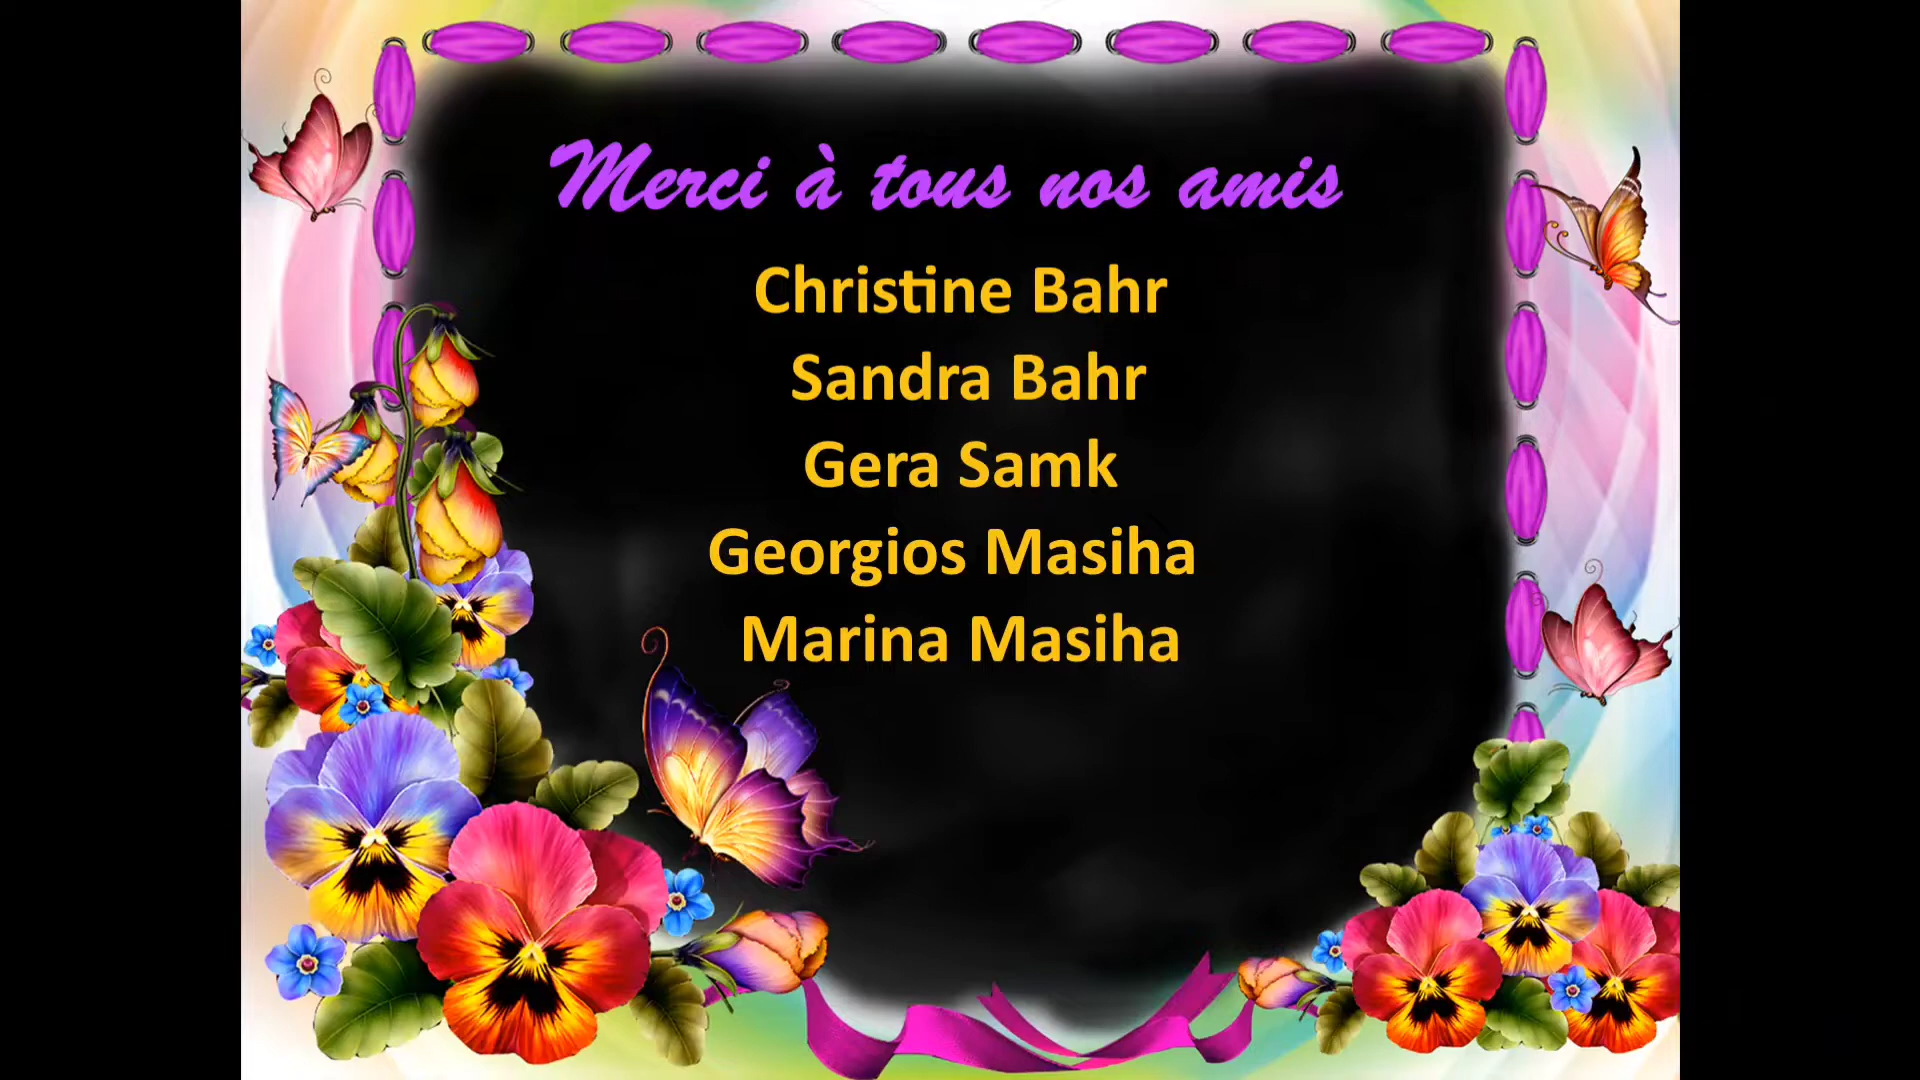 Merci à tous nos amis
Christine Bahr
Sandra Bahr
Gera Samk
Georgios Masiha
Marina Masiha